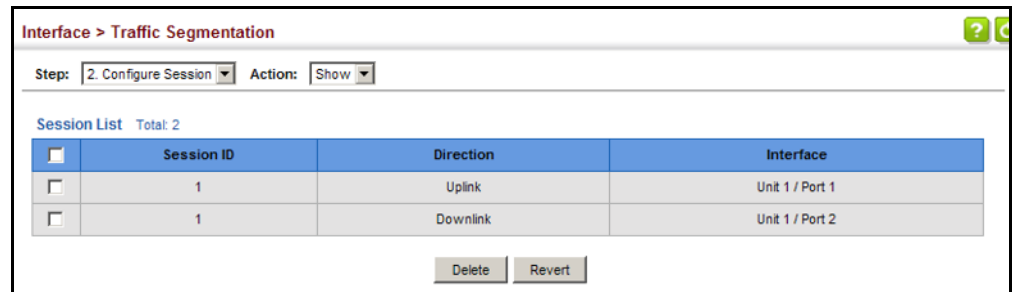 Interface > Traffic Segmentation
?
Step: 2. Configure Session Action: Show
Session List Total: 2
Session ID Direction Interface
1 Uplink Unit 1 / Port 1
1 Downlink Unit 1 / Port 2
Delete Revert